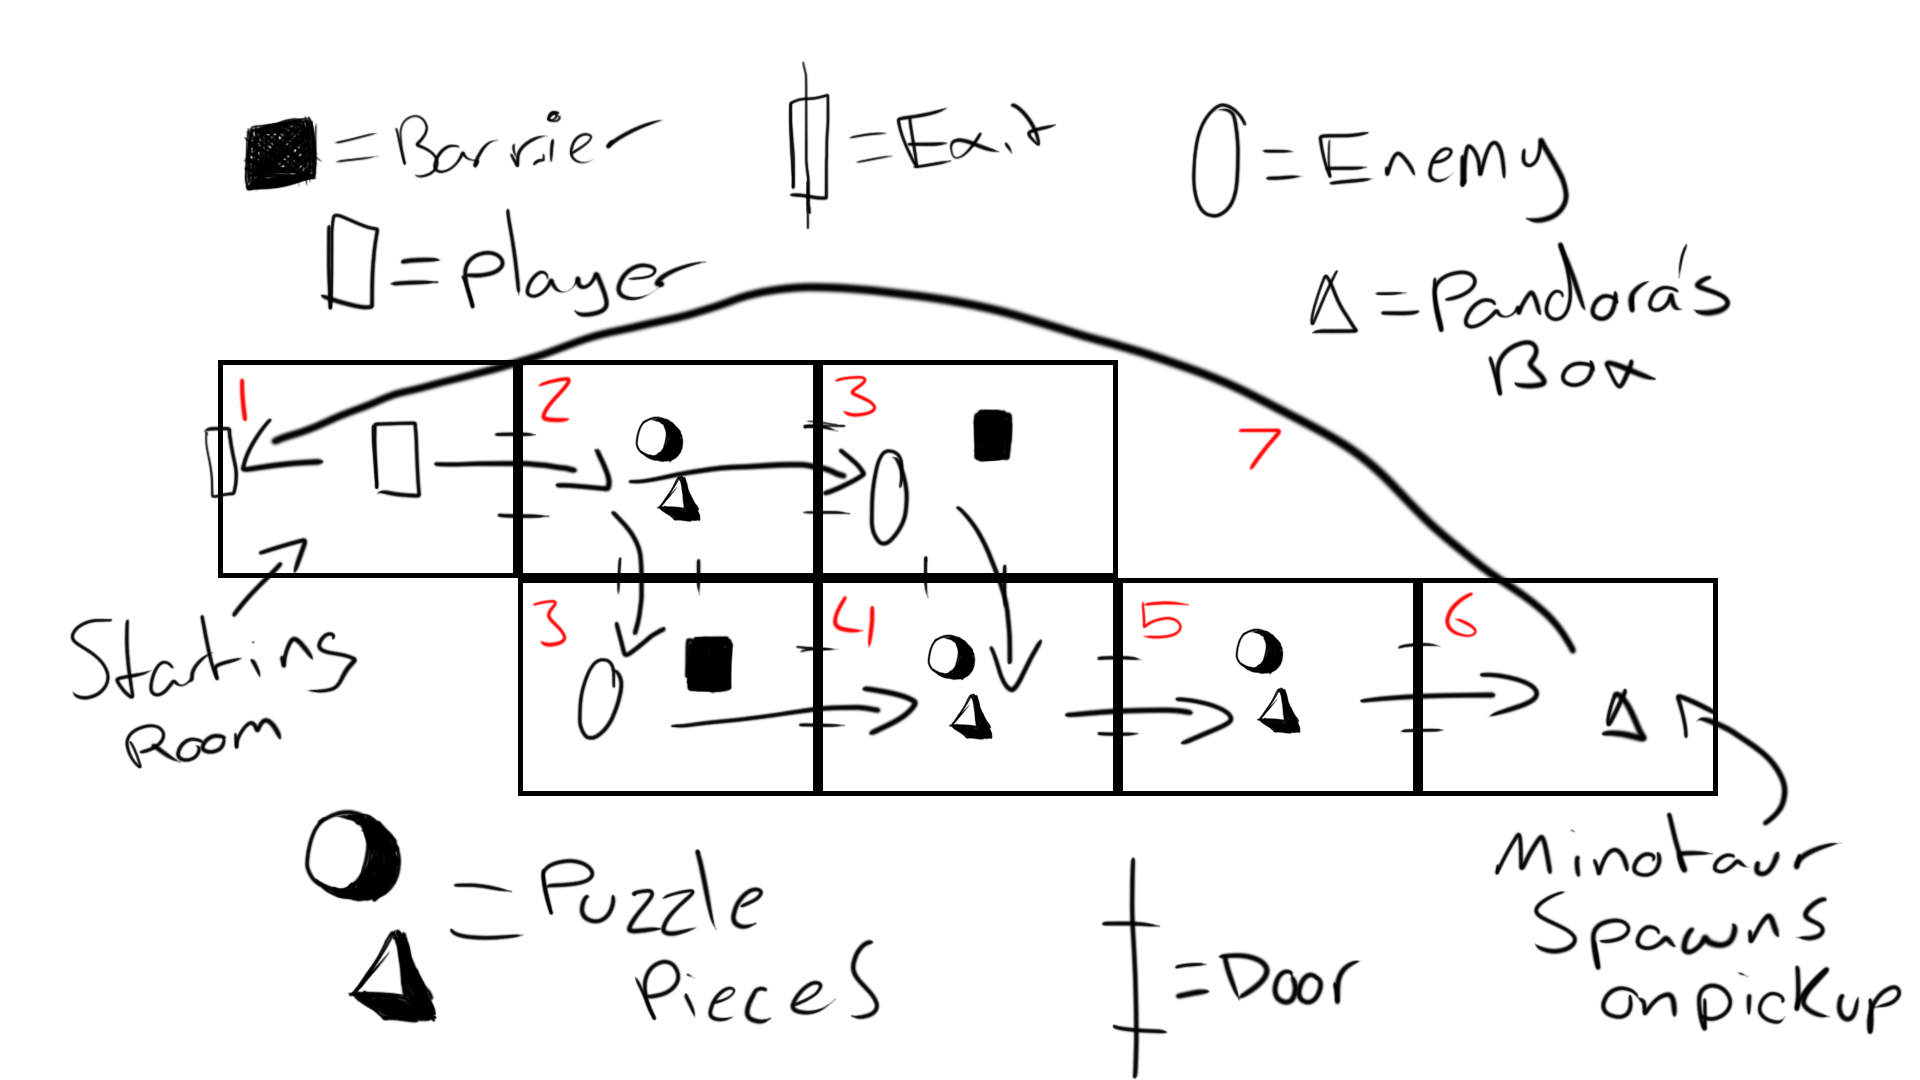 = Barrier
= Exit
= Enemy
= Player
= Pandora's
Box
1
2
3
7
3
4
5
6
Starting
Room
= Puzzle
Pieces
= Door
Minotaur
Spawns
on pickup